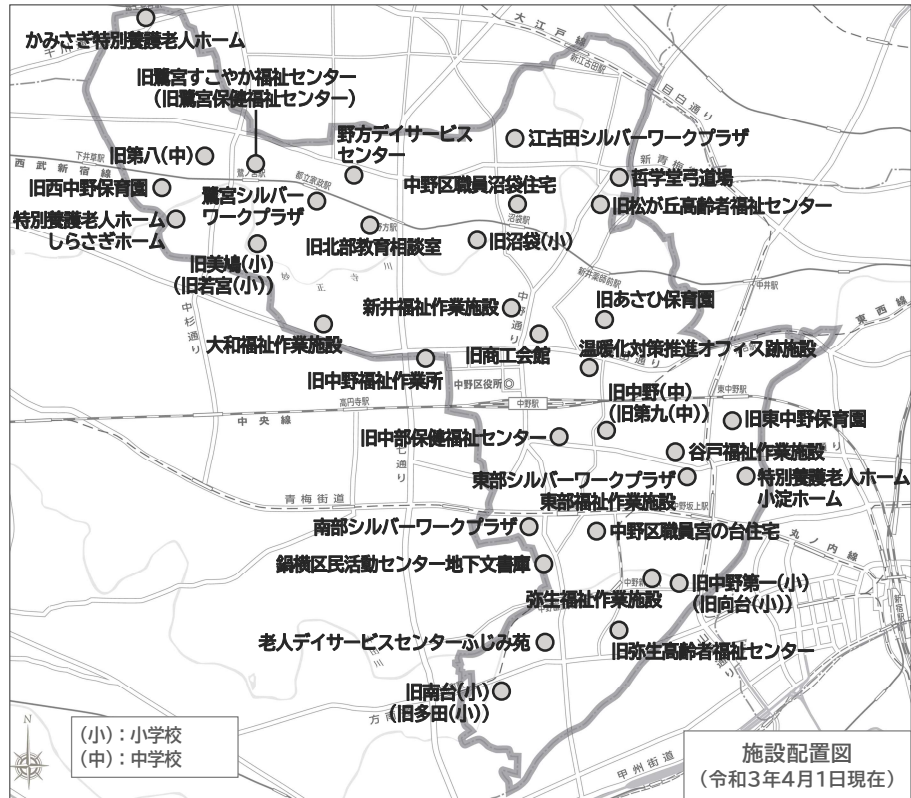 かみさぎ特別養護老人ホーム
大江戸線
新江古田駅
目白通り
旧鷺宮すこやか福祉センター
(旧鷺宮保健福祉センター)
野方デイサービス
センター
江古田シルバーワークプラザ
旧第八(中)
下井草駅
西武新宿線
鷺ノ宮駅
都立家政駅
新青梅
哲学堂弓道場
旧西中野保育園
鷺宮シルバー
ワークプラザ
中野区職員沼袋住宅
沼袋駅
旧松が丘高齢者福祉センター
特別養護老人ホーム
しらさぎホーム
野方駅
旧北部教育相談室
旧沼袋(小)
旧美鳩(小)
(旧若宮(小))
妙正寺川
新井薬師前駅
中井駅
中杉通り
新井福祉作業施設
中野通り
旧あさひ保育園
東西線
大和福祉作業施設
旧商工会館
温暖化対策推進オフィス跡施設
旧中野福祉作業所
中野区役所◎
高円寺駅
中野駅
東中野駅
中央線
旧中野(中)
(旧第九(中))
旧東中野保育園
旧中部保健福祉センター
谷戸福祉作業施設
七通り
東部シルバーワークプラザ
東部福祉作業施設
特別養護老人ホーム
小淀ホーム
青梅街道
中野坂上駅
南部シルバーワークプラザ
中野区職員宮の台住宅
丸ノ内線
鍋横区民活動センター地下文書庫
弥生福祉作業施設
旧中野第一(小)
(旧向台(小))
新宿駅
老人デイサービスセンターふじみ苑
旧弥生高齢者福祉センター
旧南台(小)
(旧多田(小))
方南
甲州街道
N
(小):小学校
(中):中学校
施設配置図
(令和3年4月1日現在)